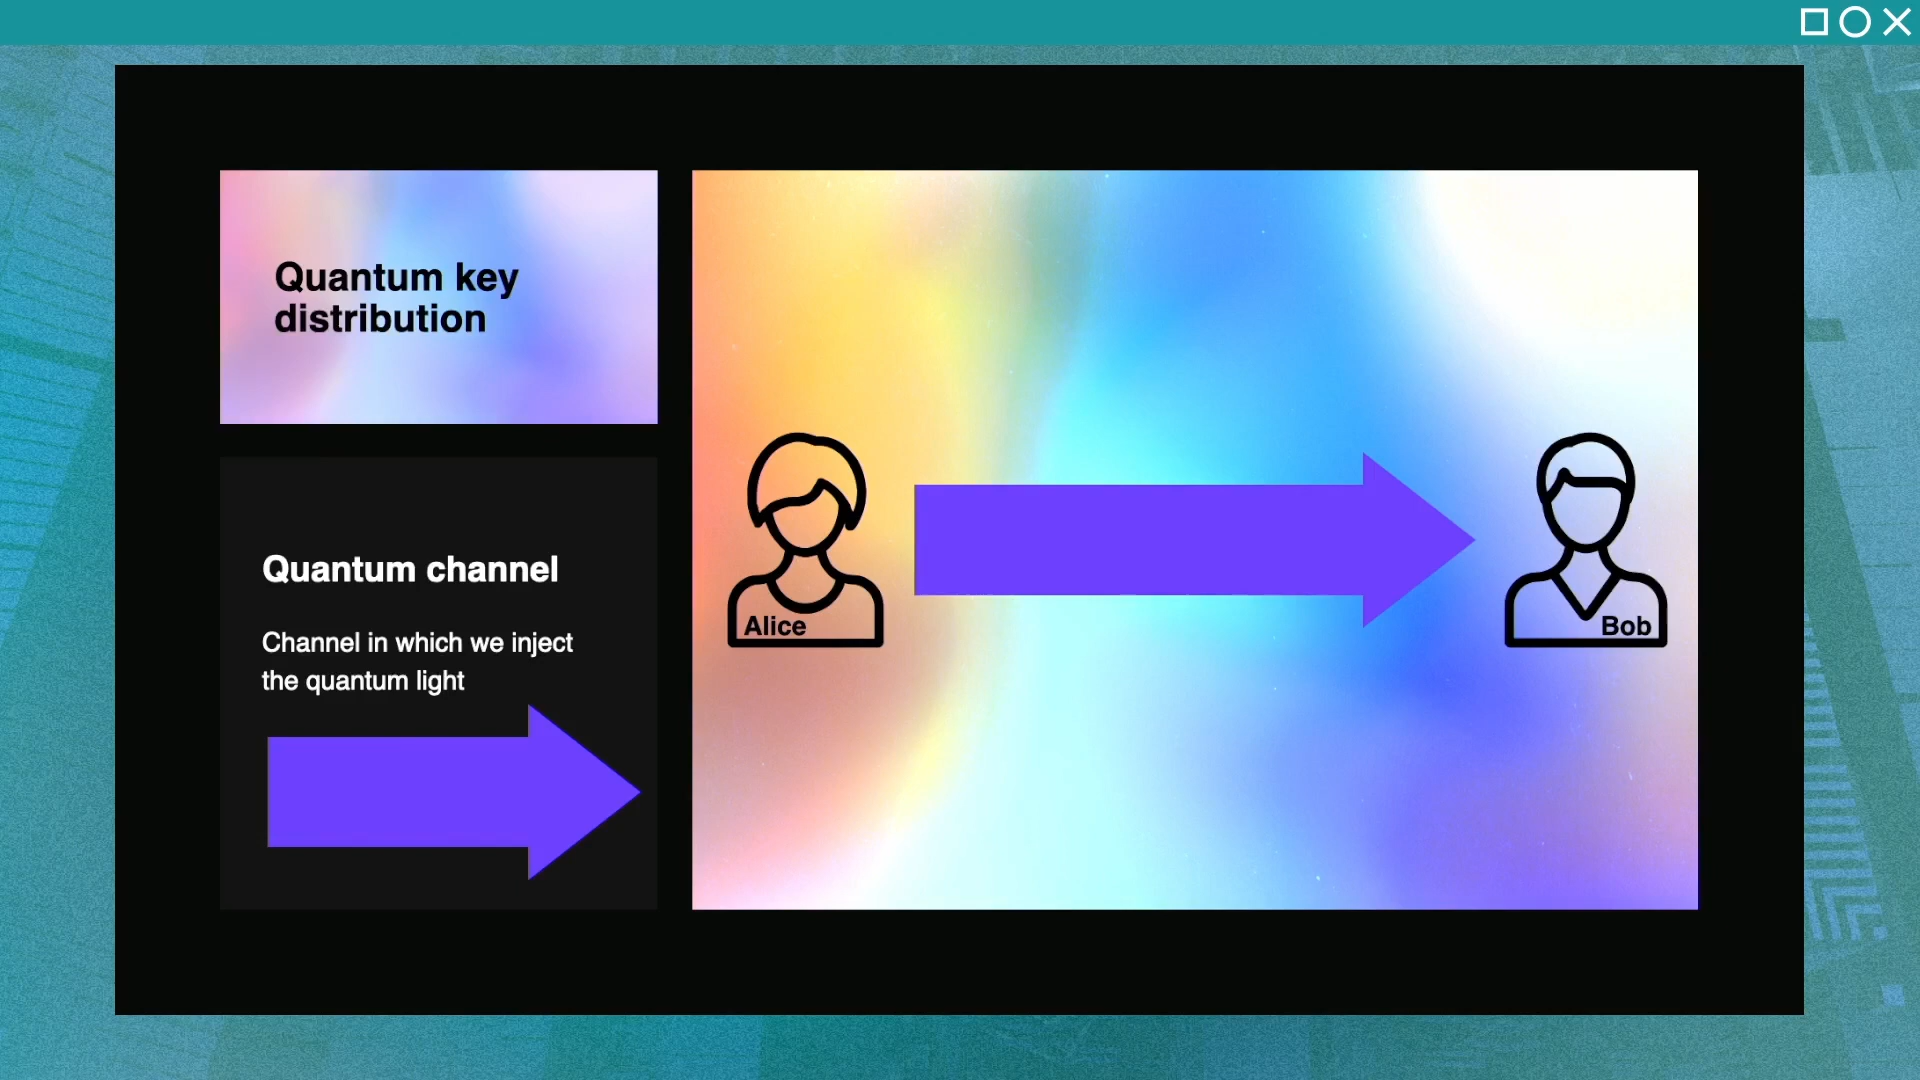 Quantum key
distribution
Quantum channel
Channel in which we inject
the quantum light
Alice
Bob